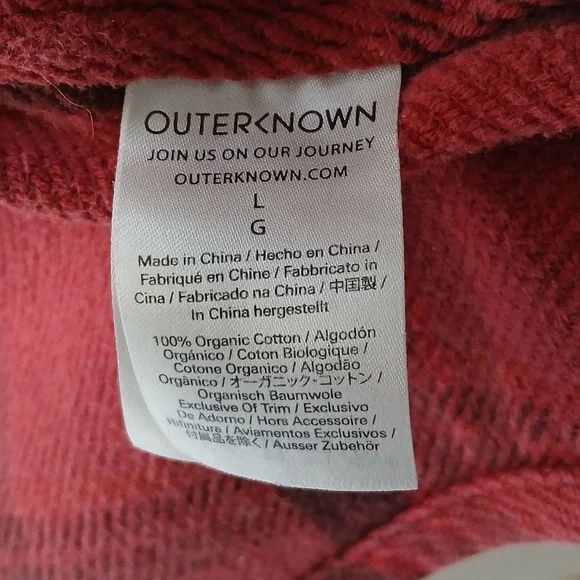 OUTERKNOWN
JOIN US ON OUR JOURNEY
OUTERKNOWN.COM
L
G
Made in China / Hecho en China /
Fabriqué en Chine / Fabbricato in
Cina / Fabricado na China / 中国製 /
In China hergestellt
100% Organic Cotton / Algodón
Orgánico / Coton Biologique /
Cotone Organico / Algodão
Orgânico / オーガニック・コットン /
Organisch Baumwole
Exclusive Of Trim / Exclusivo
De Adorno / Hors Accessoire /
Rifinitura / Aviamentos Exclusivos /
付属品を除く / Ausser Zubehör